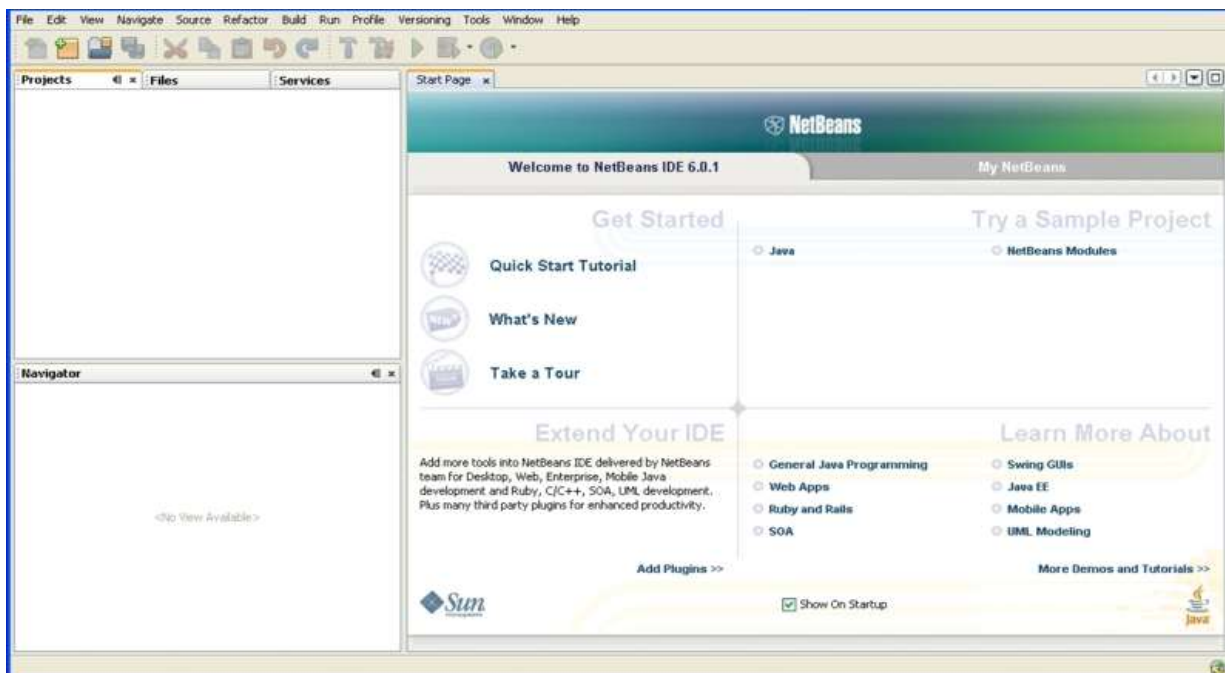 File Edit View Navigate Source Refactor Build Run Profile Versioning Tools Window Help
Projects Files Services
Start Page
NetBeans
Welcome to NetBeans IDE 6.0.1
My NetBeans
Get Started
Quick Start Tutorial
What's New
Take a Tour
Try a Sample Project
Java
NetBeans Modules
Navigator
<No View Available>
Extend Your IDE
Add more tools into NetBeans IDE delivered by NetBeans
team for Desktop, Web, Enterprise, Mobile Java
development and Ruby, C/C++, SOA, UML development.
Plus many third party plugins for enhanced productivity.
Add Plugins >>
Learn More About
General Java Programming
Web Apps
Ruby and Rails
SOA
Swing GUIs
Java EE
Mobile Apps
UML Modeling
More Demos and Tutorials >>
Sun
Show On Startup
Java